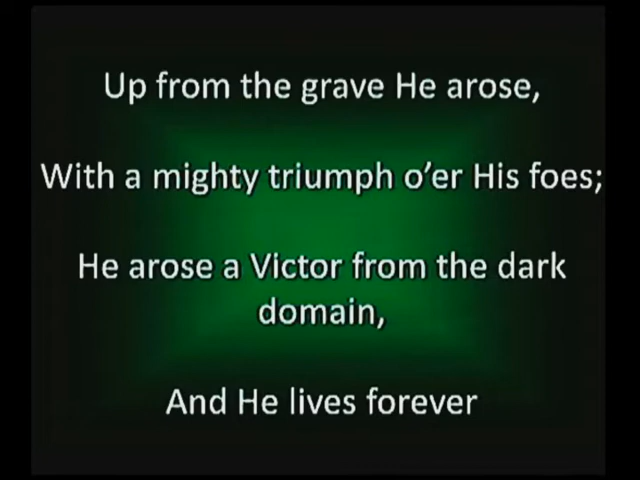 Up from the grave He arose,
With a mighty triumph o’er His foes;
He arose a Victor from the dark
domain,
And He lives forever